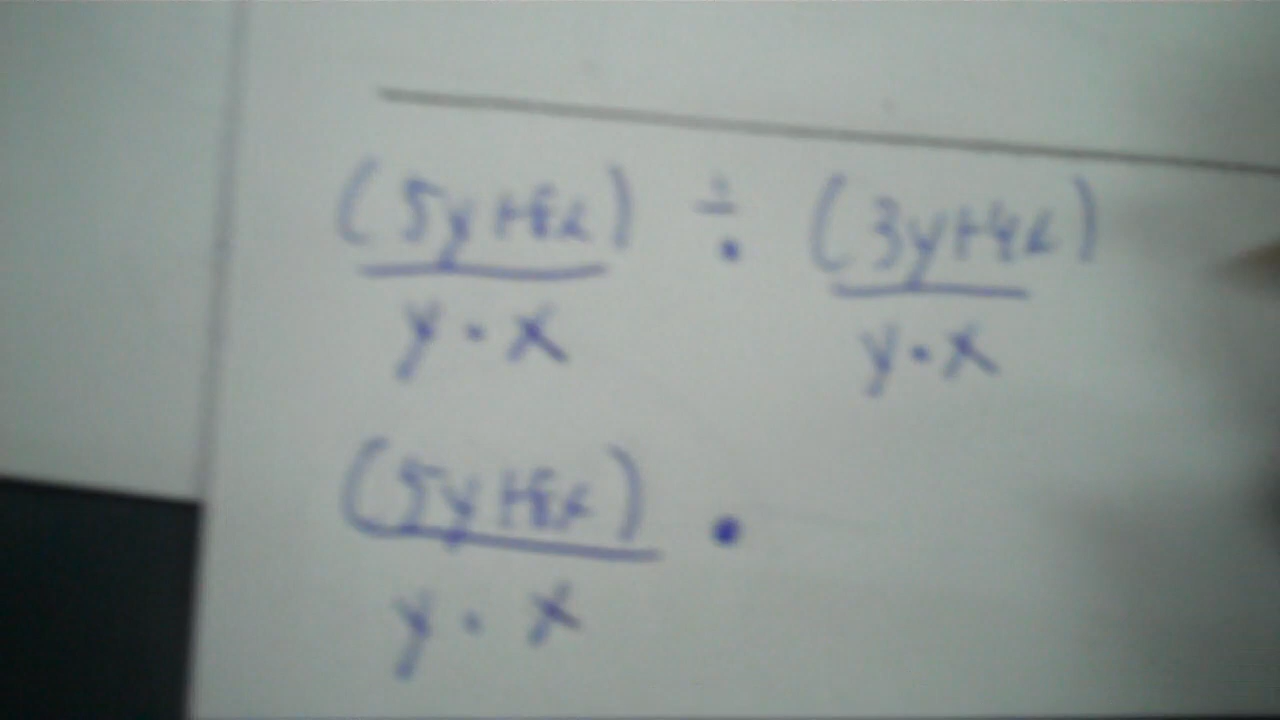 (5y+6x) ÷ (3y+4x)
y · x y · x
(5y+6x) ·
y · x